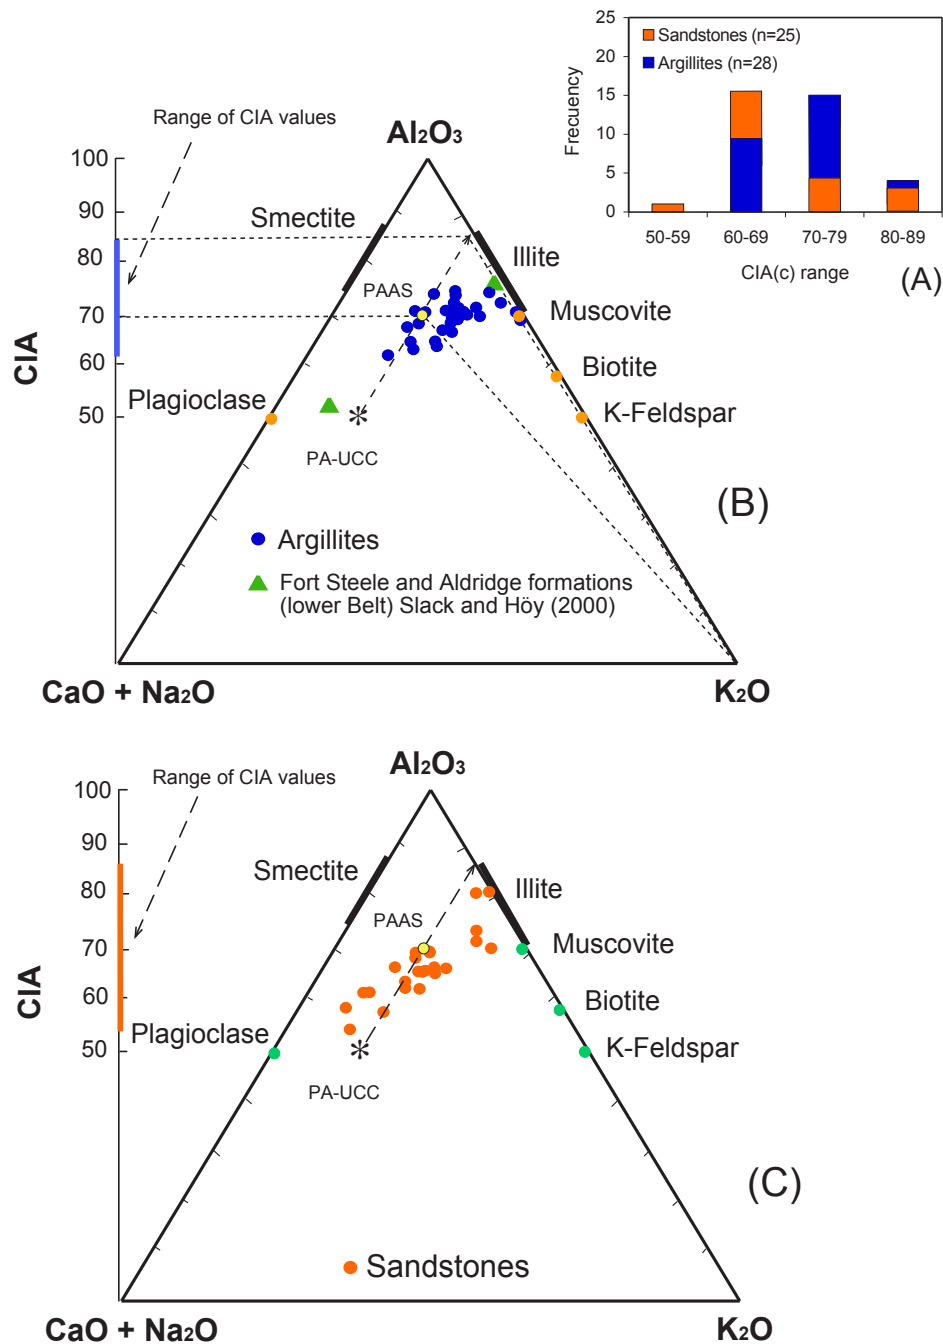 25
20
15
10
5
0
Frecuency
Sandstones (n=25)
Argillites (n=28)
50-59
60-69
70-79
80-89
CIA(c) range
(A)
Range of CIA values
Al2O3
100
90
80
70
60
50
CIA
Smectite
Illite
PAAS
Muscovite
Biotite
Plagioclase
K-Feldspar
PA-UCC
(B)
Argillites
Fort Steele and Aldridge formations
(lower Belt) Slack and Höy (2000)
CaO + Na2O
K2O
Range of CIA values
Al2O3
100
90
80
70
60
50
CIA
Smectite
Illite
PAAS
Muscovite
Biotite
Plagioclase
K-Feldspar
PA-UCC
(C)
Sandstones
CaO + Na2O
K2O